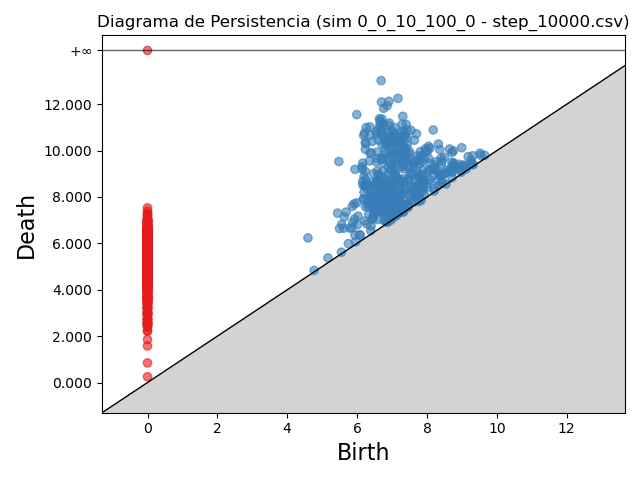 Diagrama de Persistencia (sim 0_0_10_100_0 - step_10000.csv)
+∞
12.000
10.000
8.000
6.000
4.000
2.000
0.000
Death
0 2 4 6 8 10 12
Birth